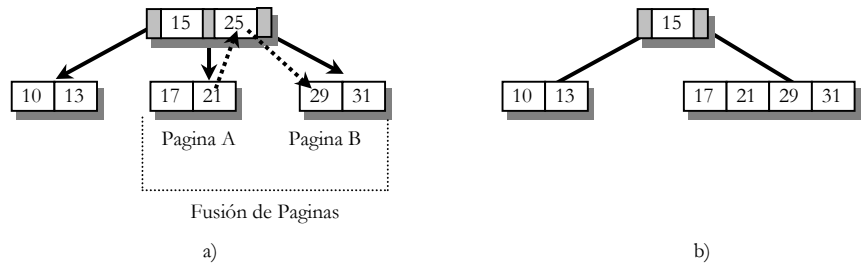 15 25
15
10 13
17 21
29 31
10 13
17 21 29 31
Pagina A
Pagina B
Fusión de Paginas
a)
b)